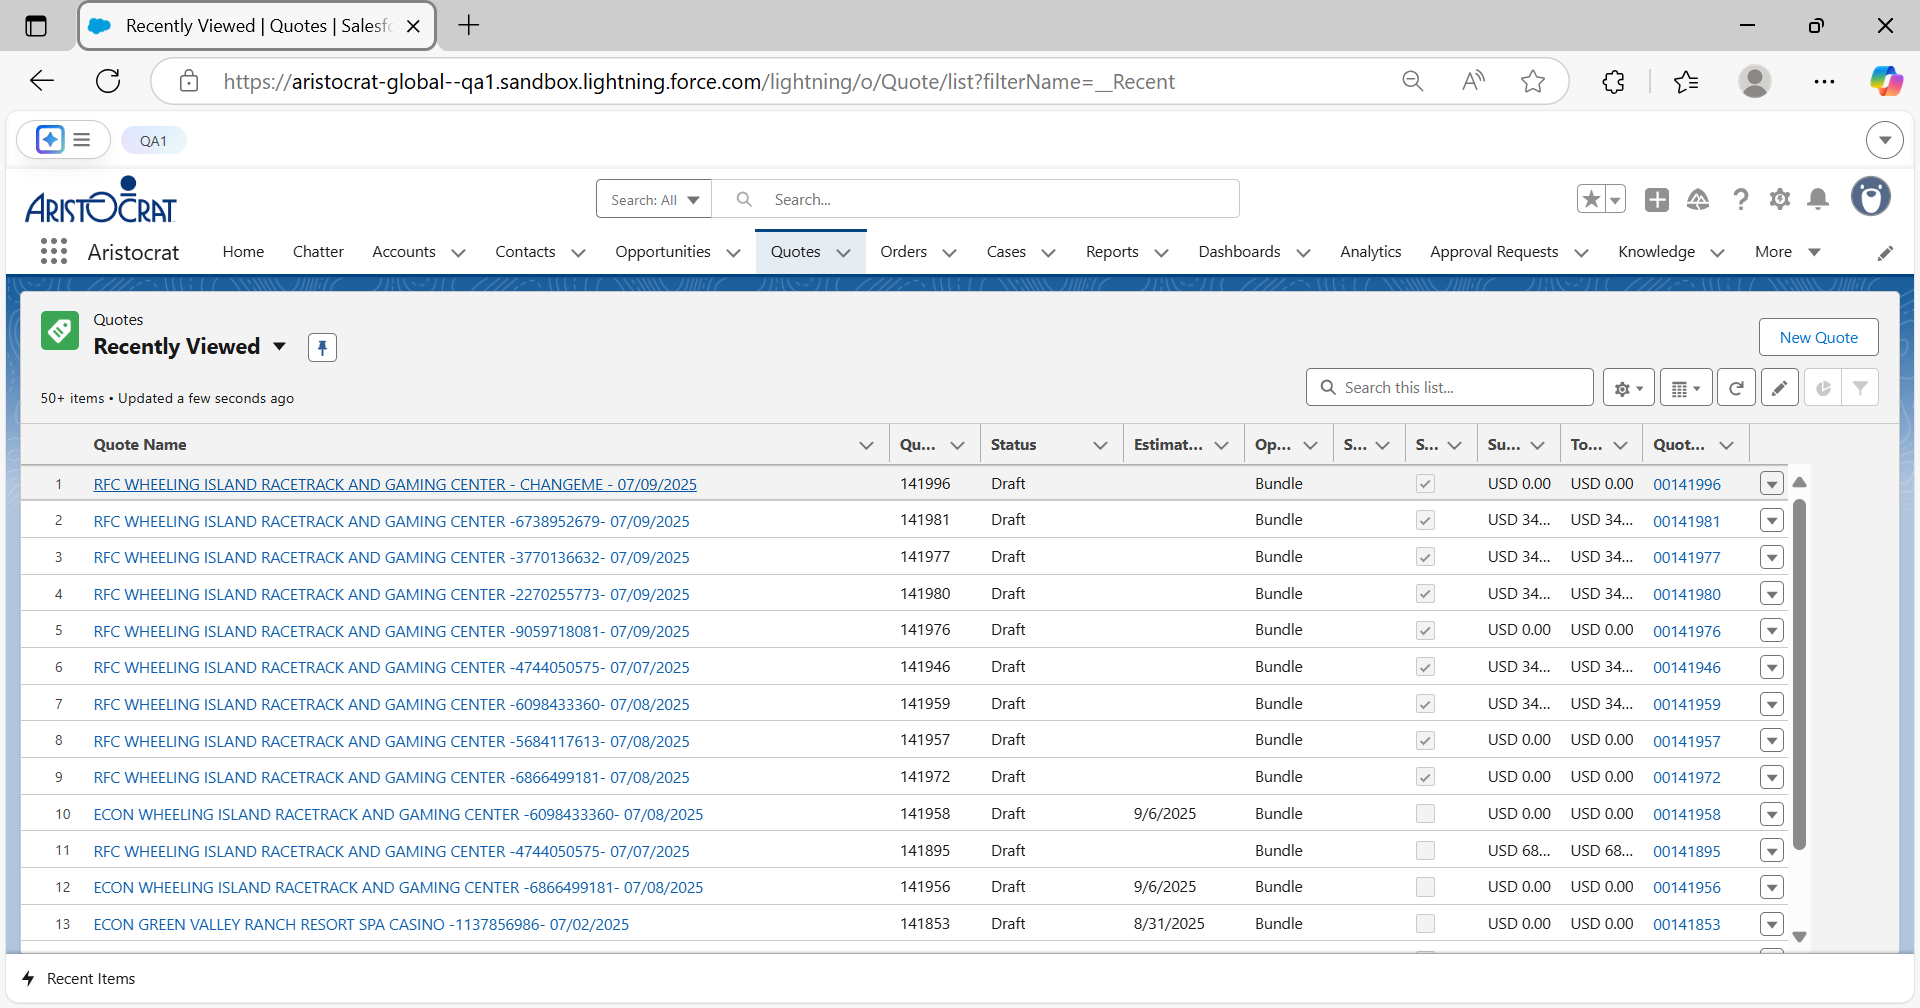 Recently Viewed | Quotes | Salesfo
https://aristocrat-global--qa1.sandbox.lightning.force.com/lightning/o/Quote/list?filterName=__Recent
QA1
ARISTOCRAT
Search: All
Search...
Aristocrat
Home
Chatter
Accounts
Contacts
Opportunities
Quotes
Orders
Cases
Reports
Dashboards
Analytics
Approval Requests
Knowledge
More
Quotes
Recently Viewed
New Quote
50+ items • Updated a few seconds ago
Search this list...
Quote Name Qu... Status Estimat... Op... S... S... Su... To... Quot...
1 RFC WHEELING ISLAND RACETRACK AND GAMING CENTER - CHANGEME - 07/09/2025 141996 Draft Bundle USD 0.00 USD 0.00 00141996
2 RFC WHEELING ISLAND RACETRACK AND GAMING CENTER -6738952679- 07/09/2025 141981 Draft Bundle USD 34... USD 34... 00141981
3 RFC WHEELING ISLAND RACETRACK AND GAMING CENTER -3770136632- 07/09/2025 141977 Draft Bundle USD 34... USD 34... 00141977
4 RFC WHEELING ISLAND RACETRACK AND GAMING CENTER -2270255773- 07/09/2025 141980 Draft Bundle USD 34... USD 34... 00141980
5 RFC WHEELING ISLAND RACETRACK AND GAMING CENTER -9059718081- 07/09/2025 141976 Draft Bundle USD 0.00 USD 0.00 00141976
6 RFC WHEELING ISLAND RACETRACK AND GAMING CENTER -4744050575- 07/07/2025 141946 Draft Bundle USD 34... USD 34... 00141946
7 RFC WHEELING ISLAND RACETRACK AND GAMING CENTER -6098433360- 07/08/2025 141959 Draft Bundle USD 34... USD 34... 00141959
8 RFC WHEELING ISLAND RACETRACK AND GAMING CENTER -5684117613- 07/08/2025 141957 Draft Bundle USD 0.00 USD 0.00 00141957
9 RFC WHEELING ISLAND RACETRACK AND GAMING CENTER -6866499181- 07/08/2025 141972 Draft Bundle USD 0.00 USD 0.00 00141972
10 ECON WHEELING ISLAND RACETRACK AND GAMING CENTER -6098433360- 07/08/2025 141958 Draft 9/6/2025 Bundle USD 0.00 USD 0.00 00141958
11 RFC WHEELING ISLAND RACETRACK AND GAMING CENTER -4744050575- 07/07/2025 141895 Draft Bundle USD 68... USD 68... 00141895
12 ECON WHEELING ISLAND RACETRACK AND GAMING CENTER -6866499181- 07/08/2025 141956 Draft 9/6/2025 Bundle USD 0.00 USD 0.00 00141956
13 ECON GREEN VALLEY RANCH RESORT SPA CASINO -1137856986- 07/02/2025 141853 Draft 8/31/2025 Bundle USD 0.00 USD 0.00 00141853
Recent Items